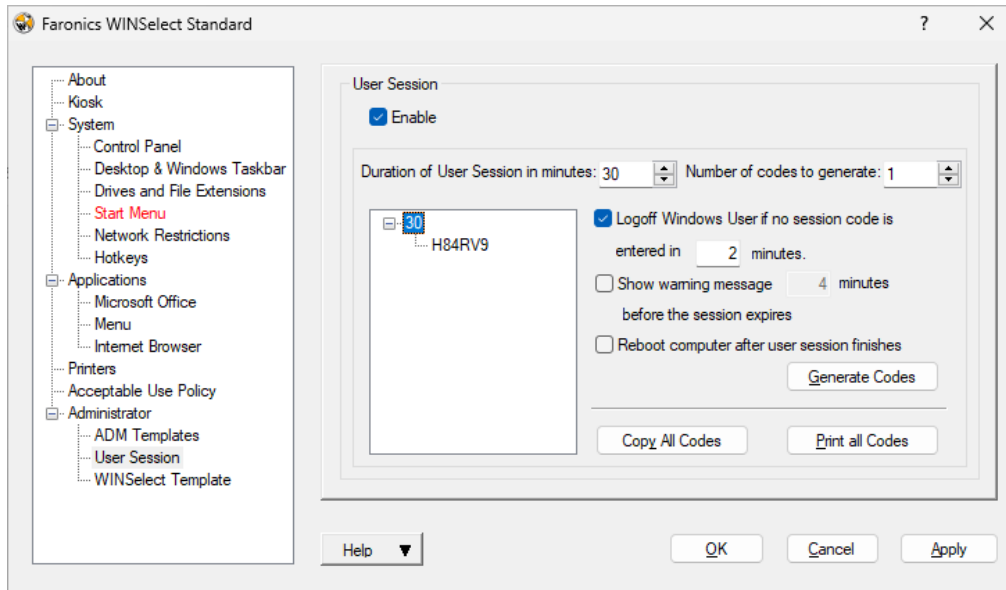 Faronics WINSelect Standard
?
About
Kiosk
System
Control Panel
Desktop & Windows Taskbar
Drives and File Extensions
Start Menu
Network Restrictions
Hotkeys
Applications
Microsoft Office
Menu
Internet Browser
Printers
Acceptable Use Policy
Administrator
ADM Templates
User Session
WINSelect Template
User Session
Enable
Duration of User Session in minutes: 30 Number of codes to generate: 1
30
H84RV9
Logoff Windows User if no session code is
entered in 2 minutes.
Show warning message 4 minutes
before the session expires
Reboot computer after user session finishes
Generate Codes
Copy All Codes Print all Codes
Help OK Cancel Apply